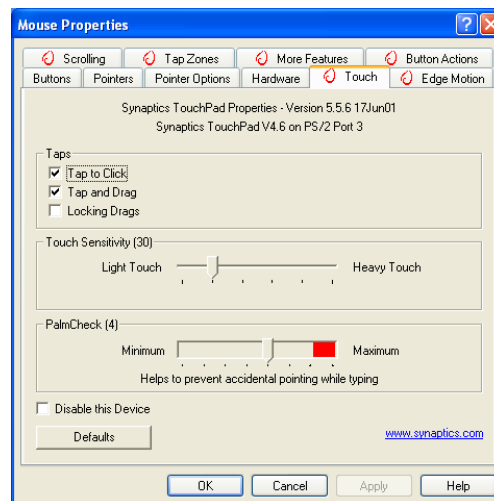 Mouse Properties
Scrolling Tap Zones More Features Button Actions
Buttons Pointers Pointer Options Hardware Touch Edge Motion
Synaptics TouchPad Properties - Version 5.5.6 17Jun01
Synaptics TouchPad V4.6 on PS/2 Port 3
Taps
Tap to Click
Tap and Drag
Locking Drags
Touch Sensitivity (30)
Light Touch Heavy Touch
PalmCheck (4)
Minimum Maximum
Helps to prevent accidental pointing while typing
Disable this Device
Defaults www.synaptics.com
OK Cancel Apply Help